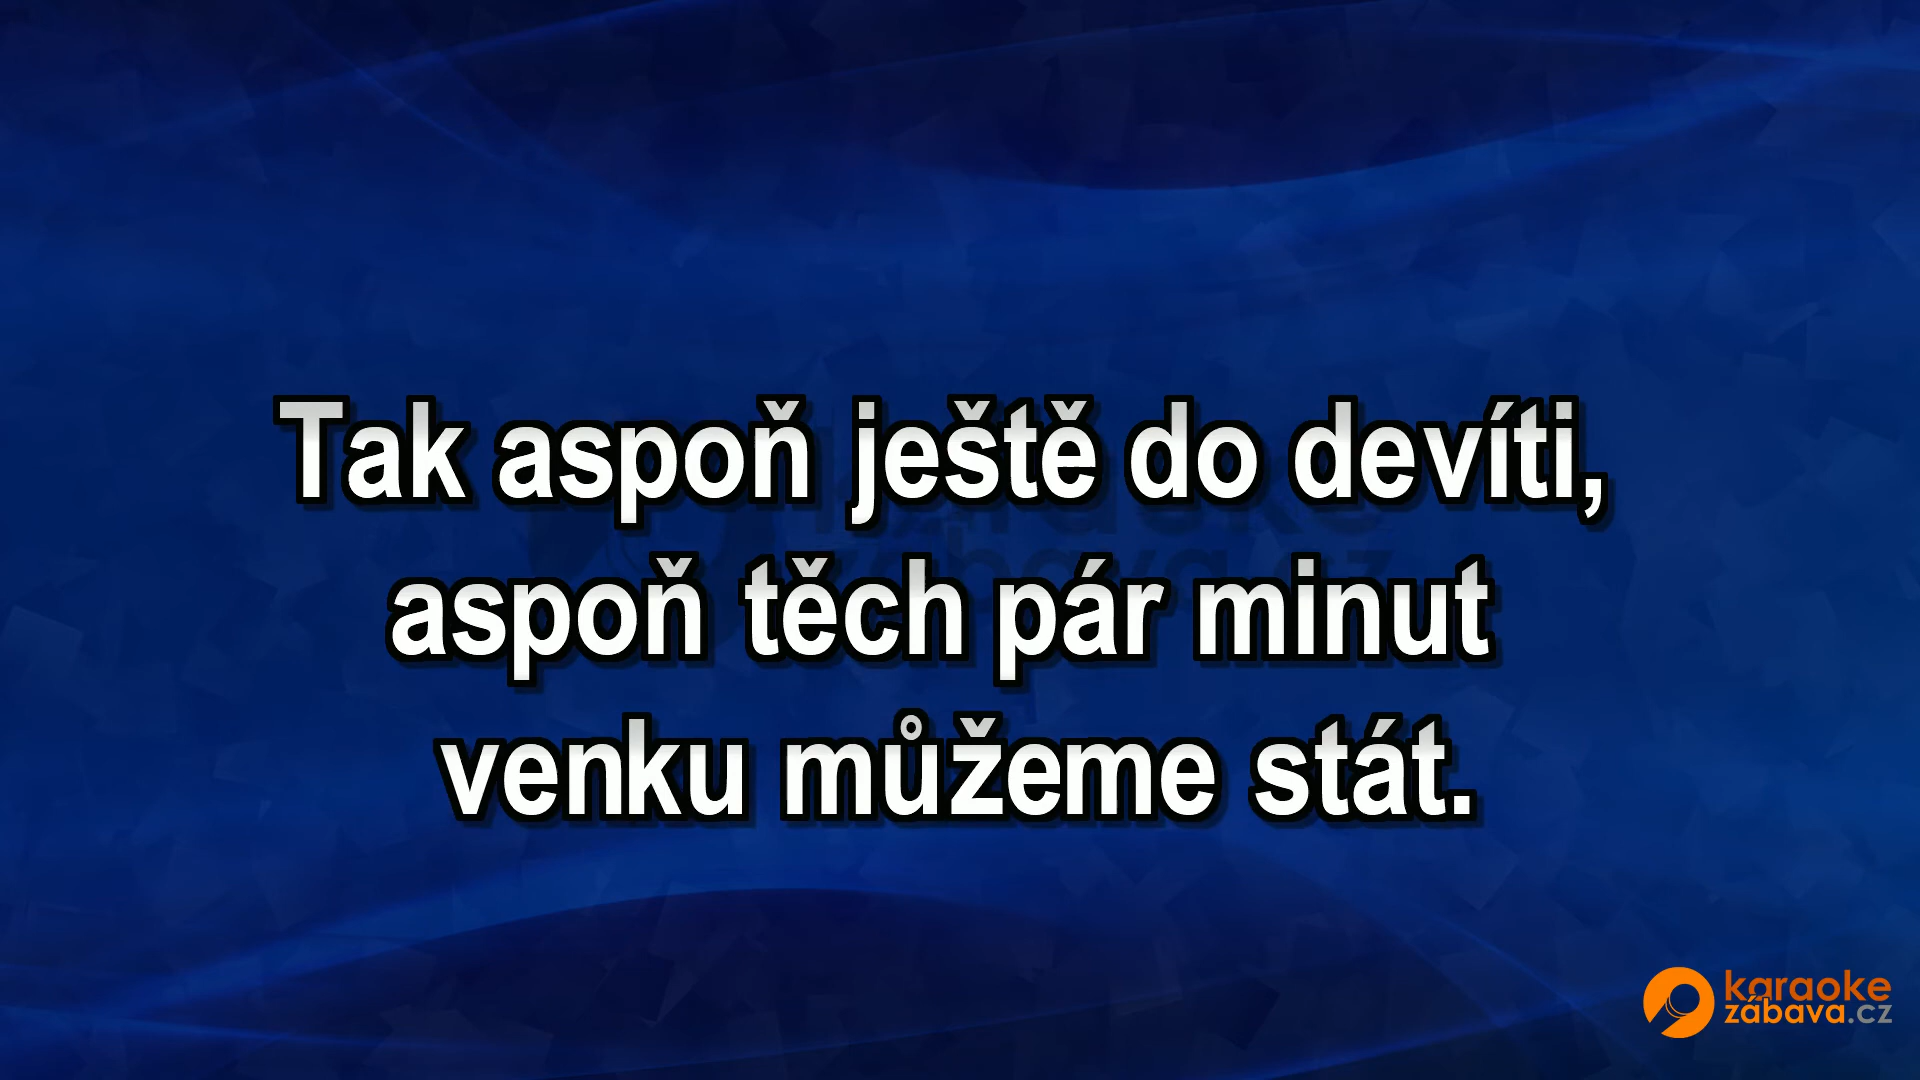 Tak aspoň ještě do devíti,
aspoň těch pár minut
venku můžeme stát.
karaoke
zábava.cz